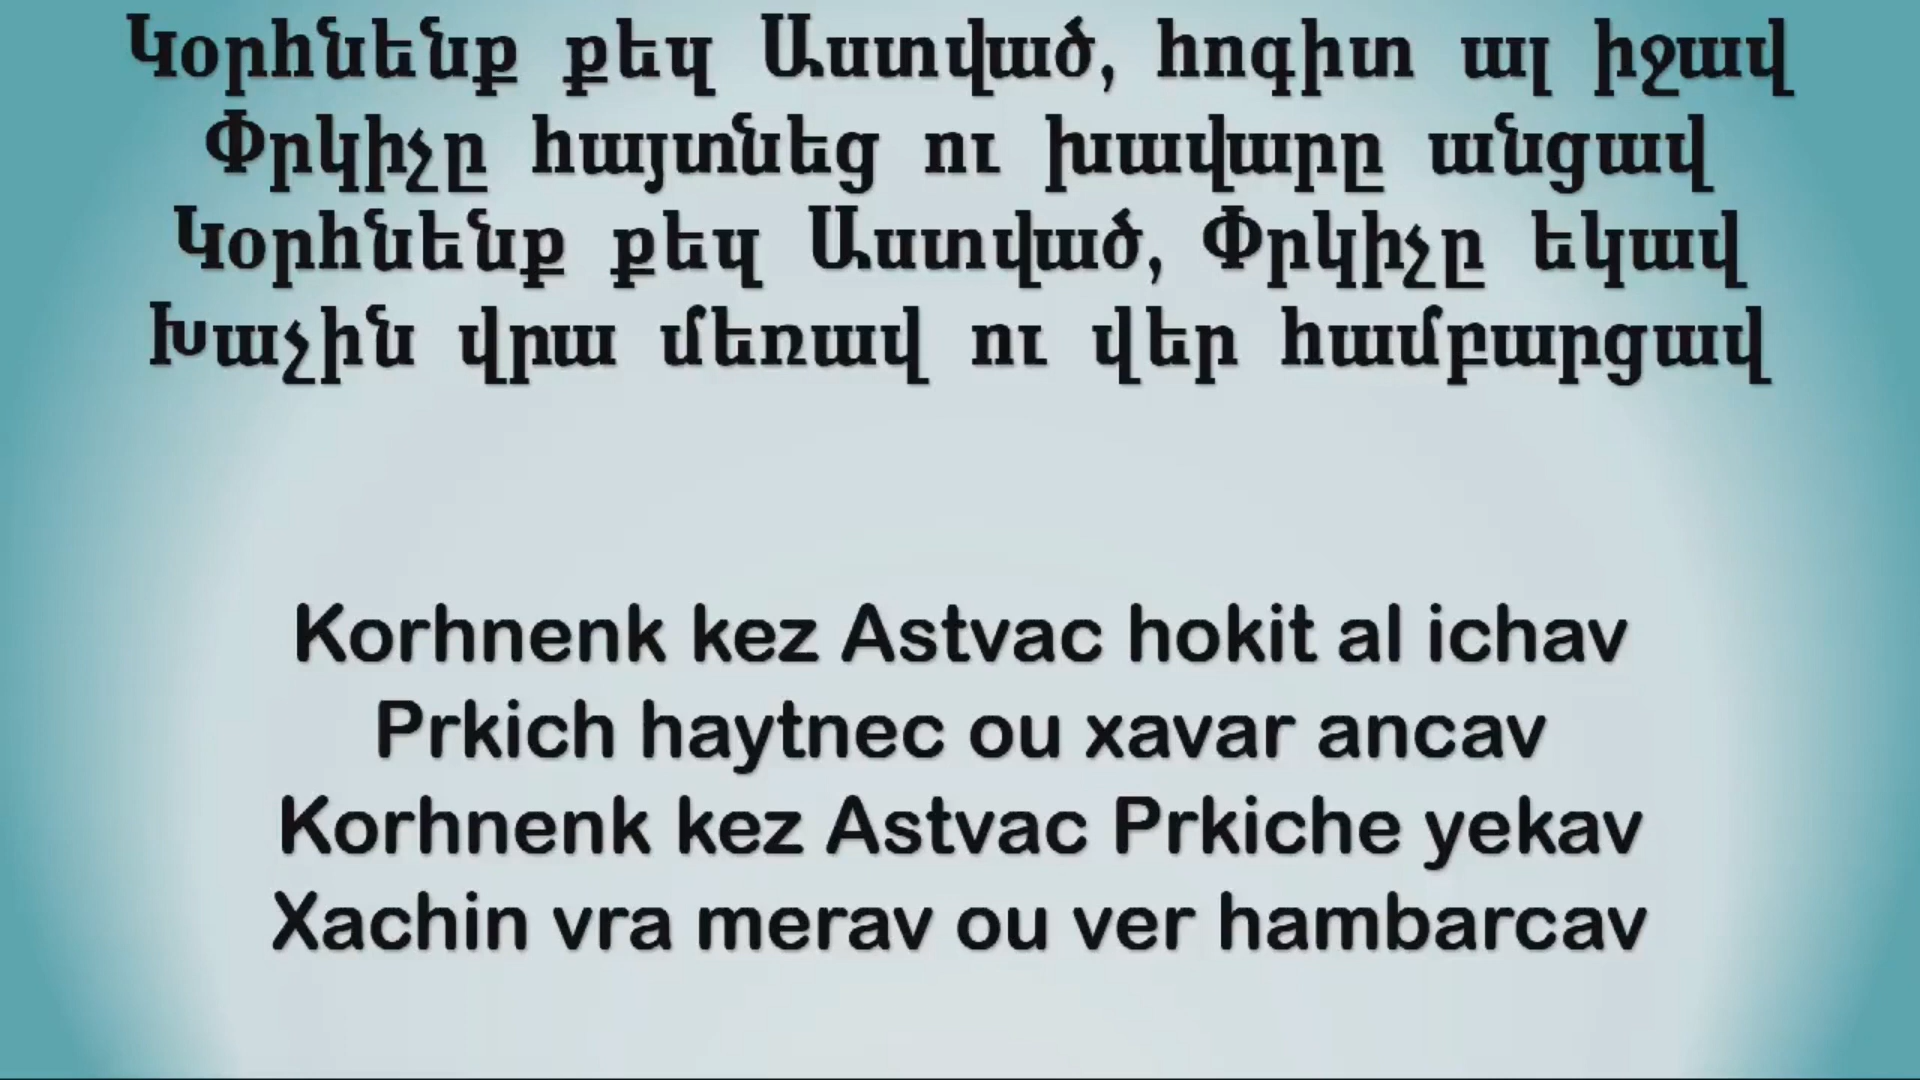 Կօրհնենք քեզ Աստված, հոգիտ ալ իջավ
Փրկիչը հայտնեց ու խավարը անցավ
Կօրհնենք քեզ Աստված, Փրկիչը եկավ
Խաչին վրա մեռավ ու վեր համբարցավ
Korhnenk kez Astvac hokit al ichav
Prkich haytnec ou xavar ancav
Korhnenk kez Astvac Prkiche yekav
Xachin vra merav ou ver hambarcav